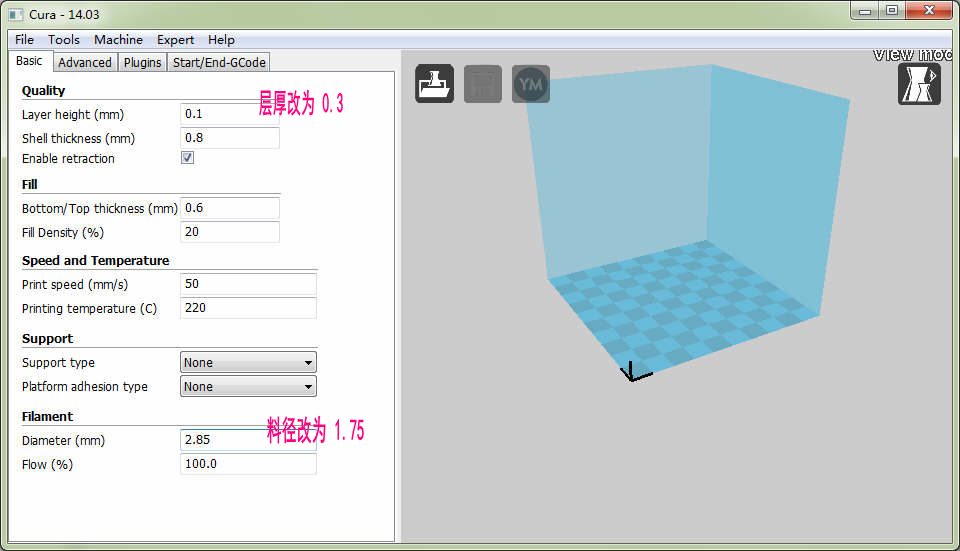 Cura - 14.03
File Tools Machine Expert Help
Basic Advanced Plugins Start/End-GCode
View mod
YM
Quality
Layer height (mm) 0.1 层厚改为 0.3
Shell thickness (mm) 0.8
Enable retraction
Fill
Bottom/Top thickness (mm) 0.6
Fill Density (%) 20
Speed and Temperature
Print speed (mm/s) 50
Printing temperature (C) 220
Support
Support type None
Platform adhesion type None
Filament
Diameter (mm) 2.85 料径改为 1.75
Flow (%) 100.0